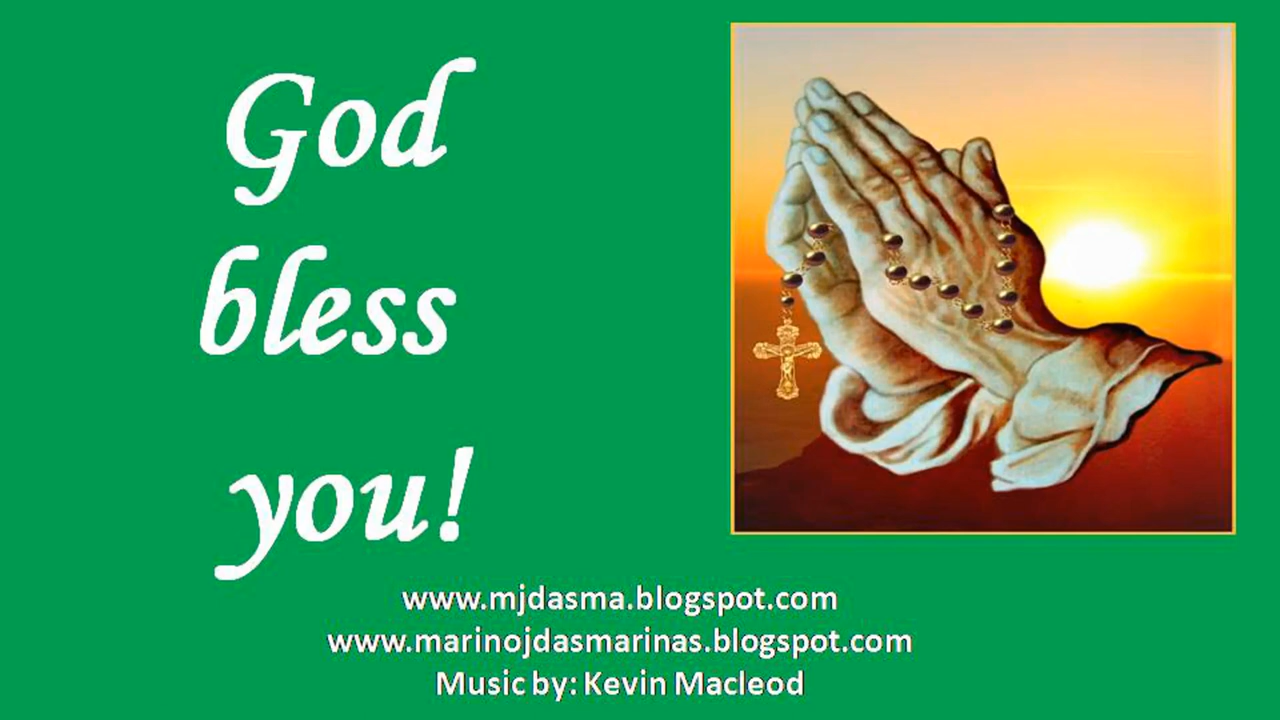 God
bless
you!
www.mjdasma.blogspot.com
www.marinojdasmarinas.blogspot.com
Music by: Kevin Macleod